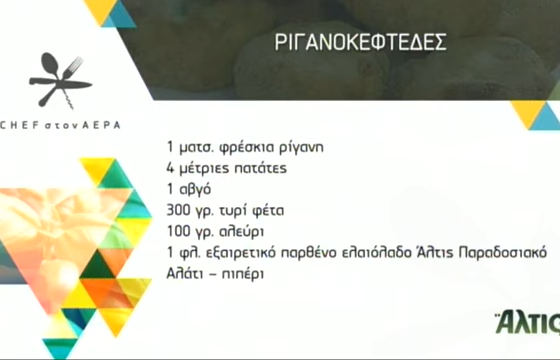 ΡΙΓΑΝΟΚΕΦΤΕΔΕΣ
CHEF στον ΑΕΡΑ
1 ματσ. φρέσκια ρίγανη
4 μέτριες πατάτες
1 αβγό
300 γρ. τυρί φέτα
100 γρ. αλεύρι
1 φλ. εξαιρετικό παρθένο ελαιόλαδο Άλτις Παραδοσιακό
Αλάτι – πιπέρι
Άλτις